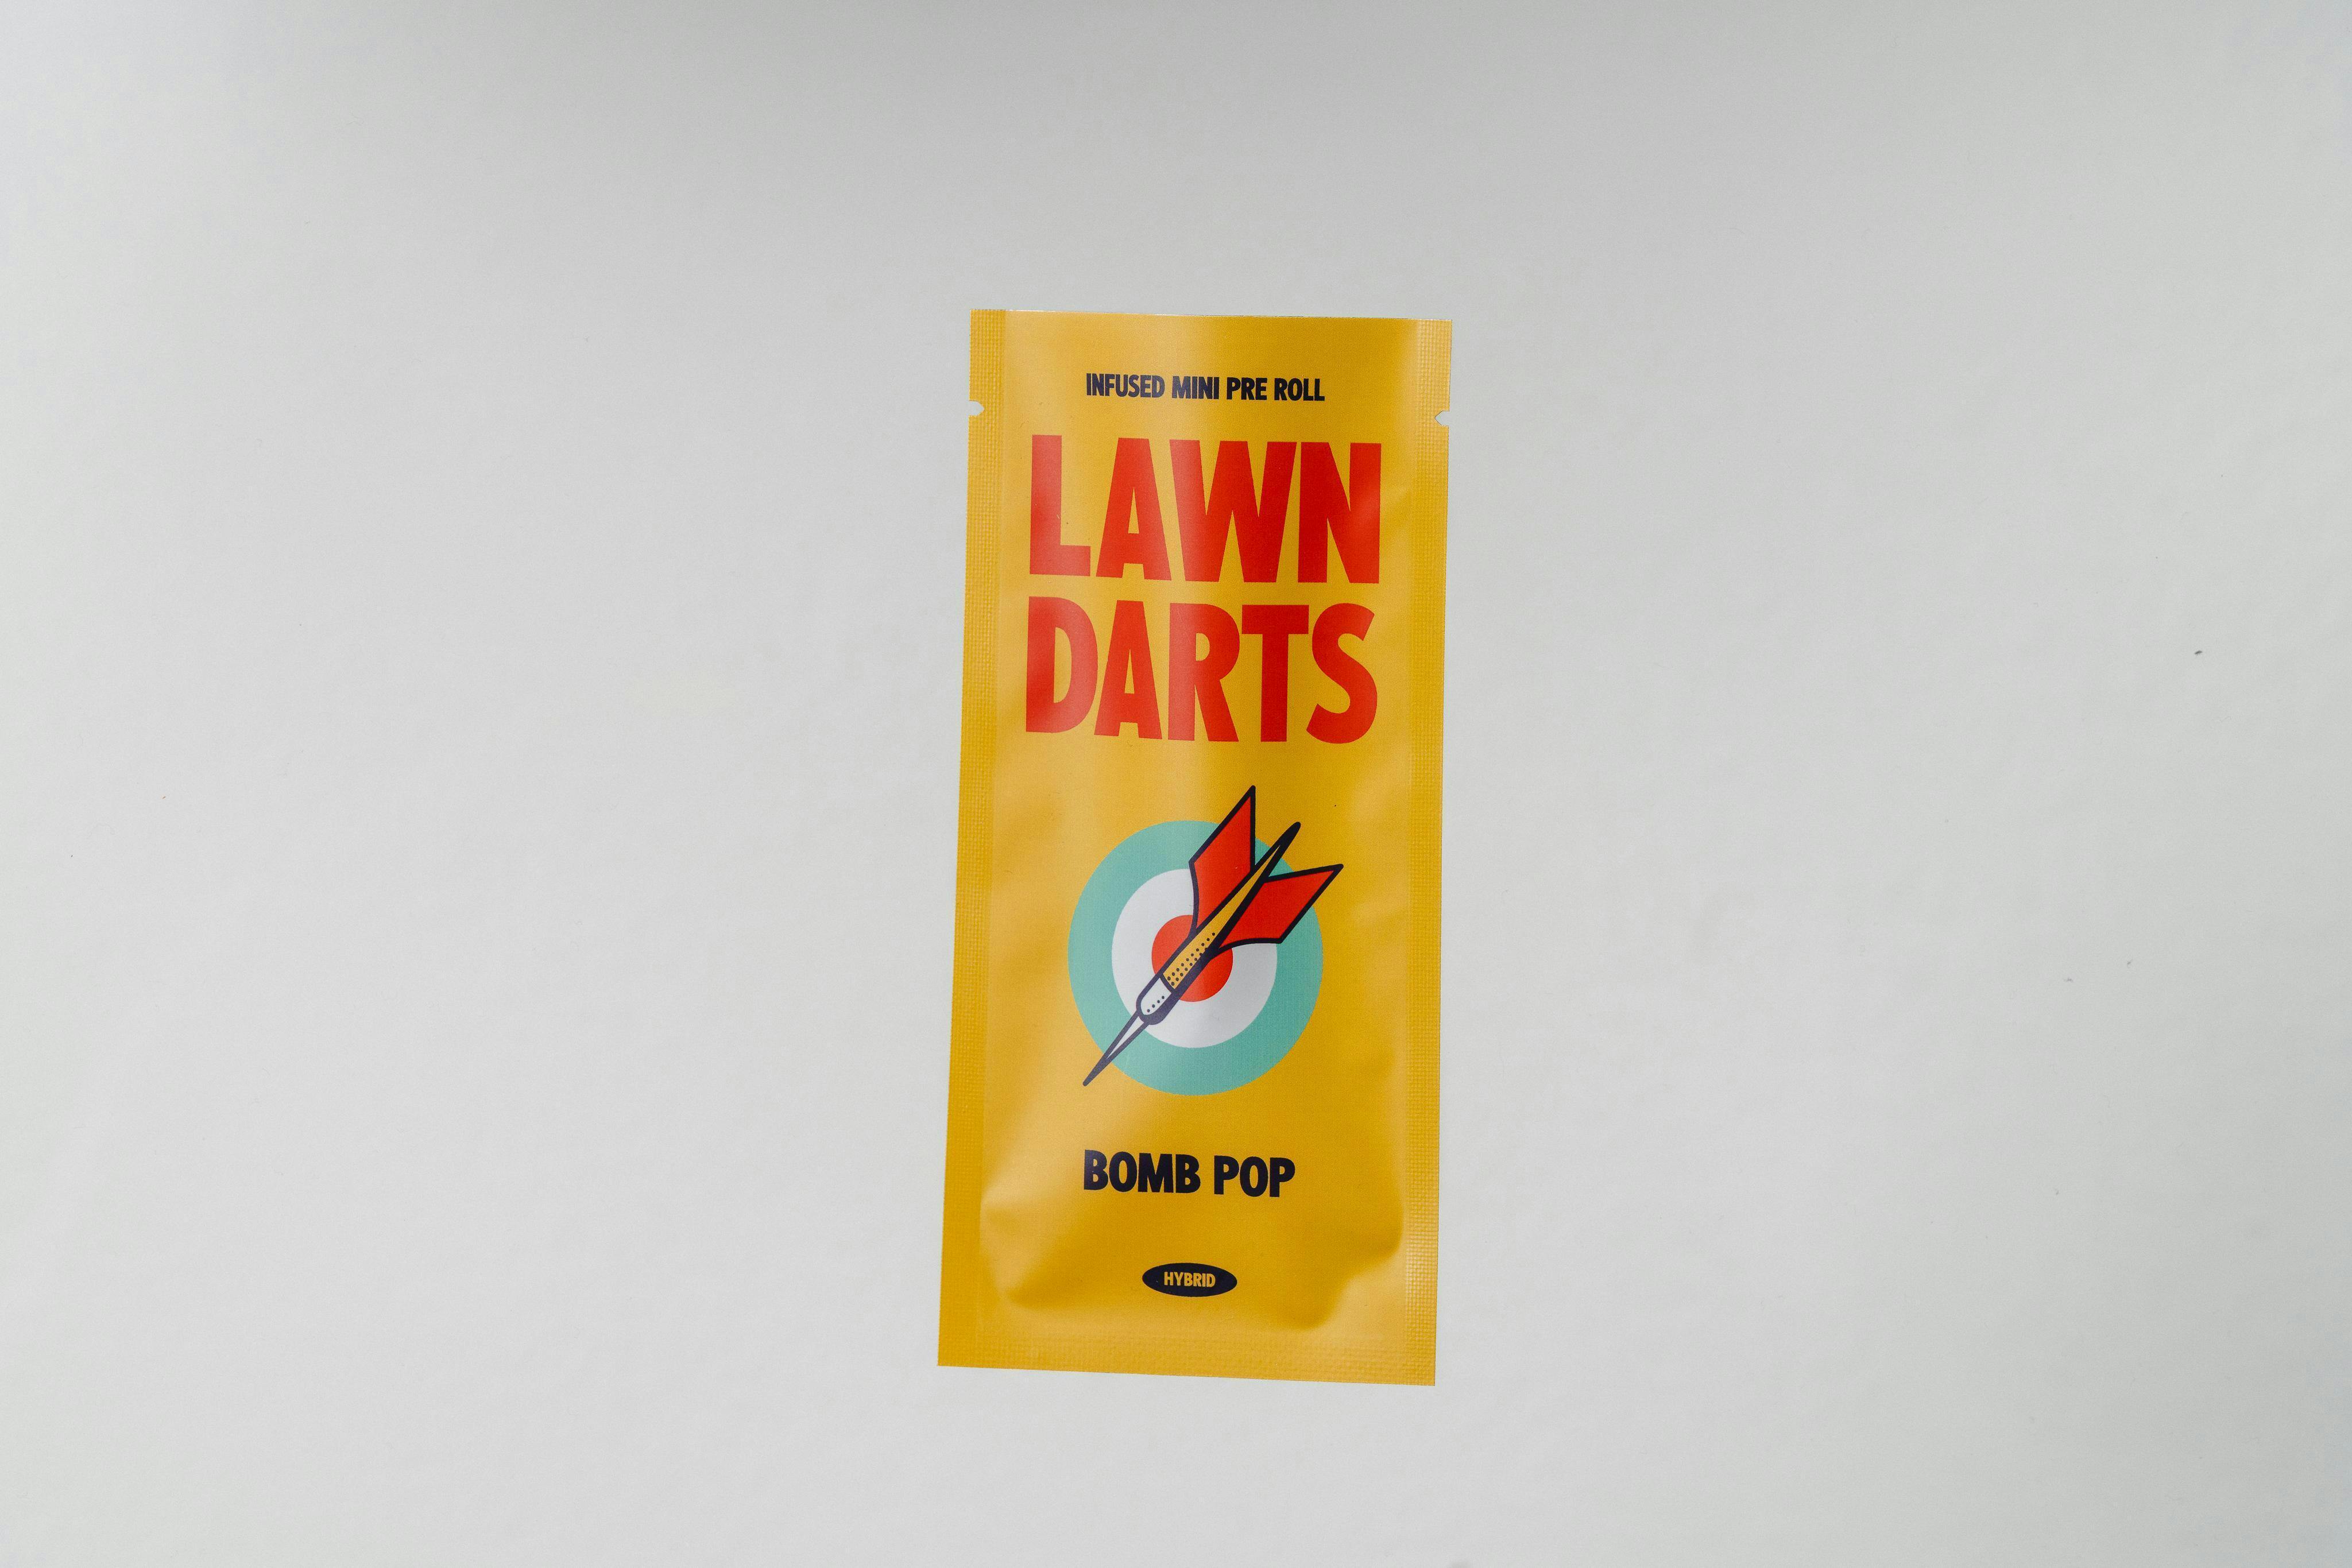 INFUSED MINI PRE ROLL
LAWN
DARTS
BOMB POP
HYBRID